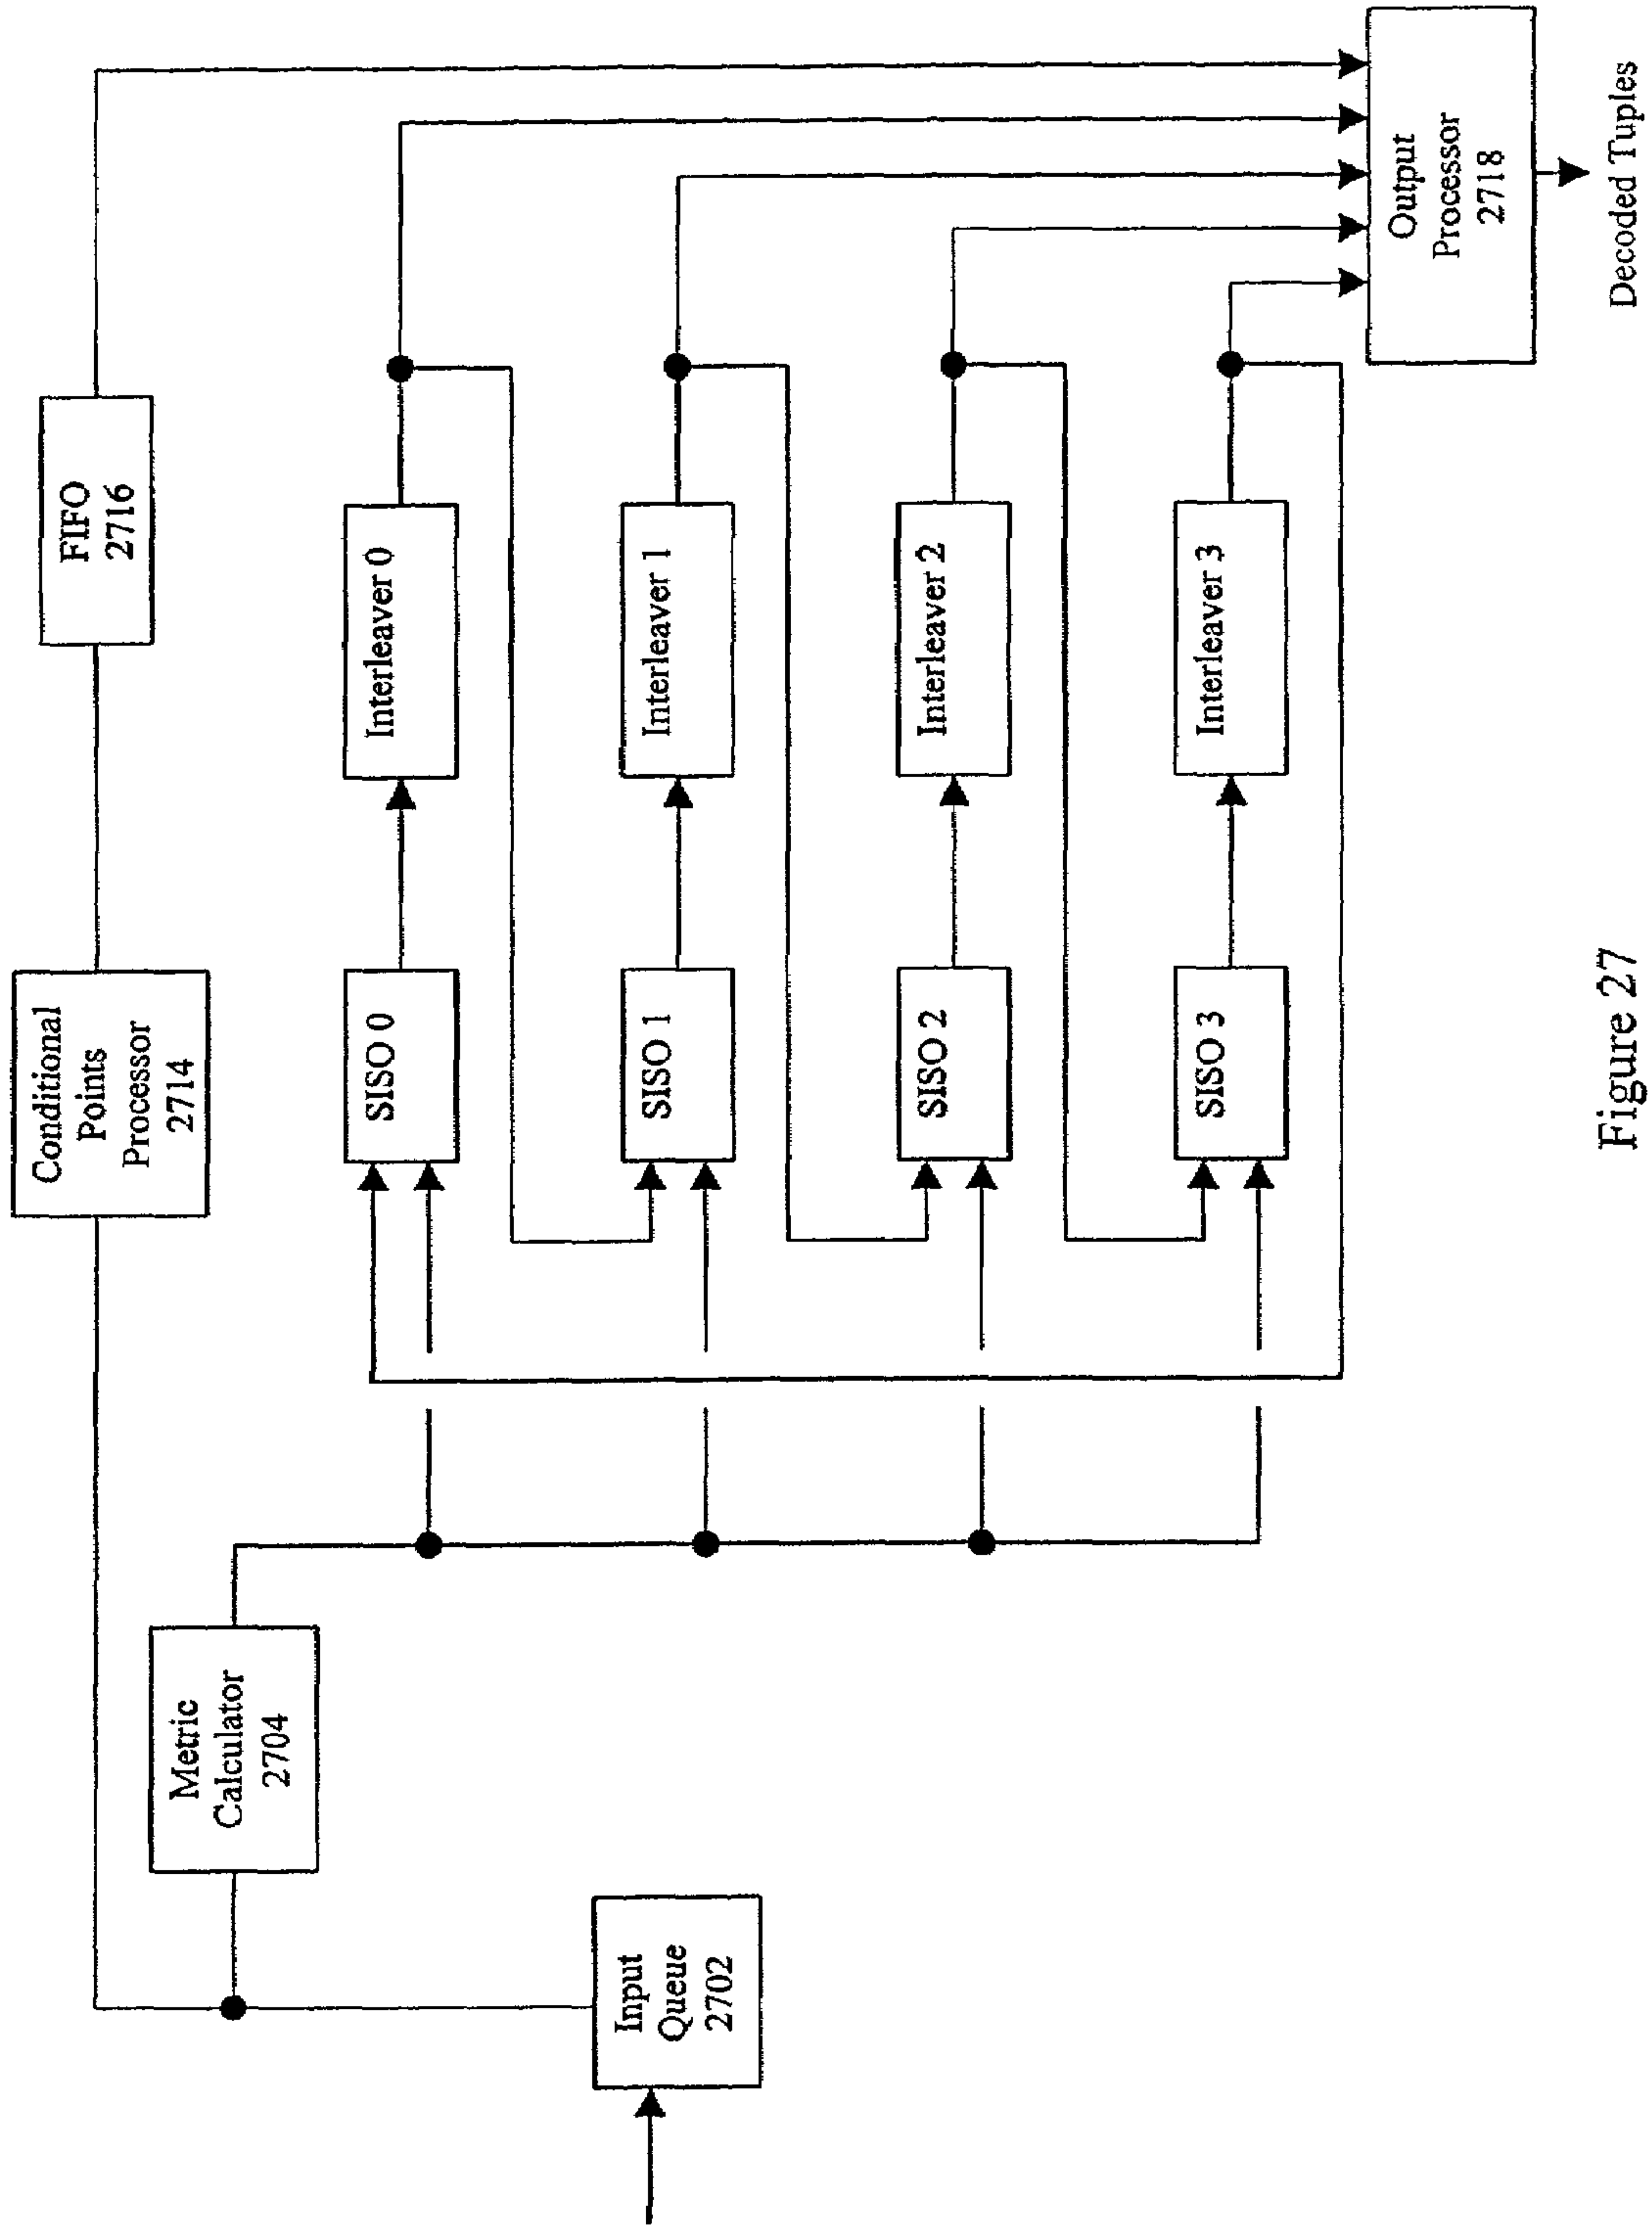 Conditional
Points
Processor
2714
FIFO
2716
Metric
Calculator
2704
Input
Queue
2702
SISO 0
Interleaver 0
SISO 1
Interleaver 1
SISO 2
Interleaver 2
SISO 3
Interleaver 3
Output
Processor
2718
Decoded Tuples
Figure 27